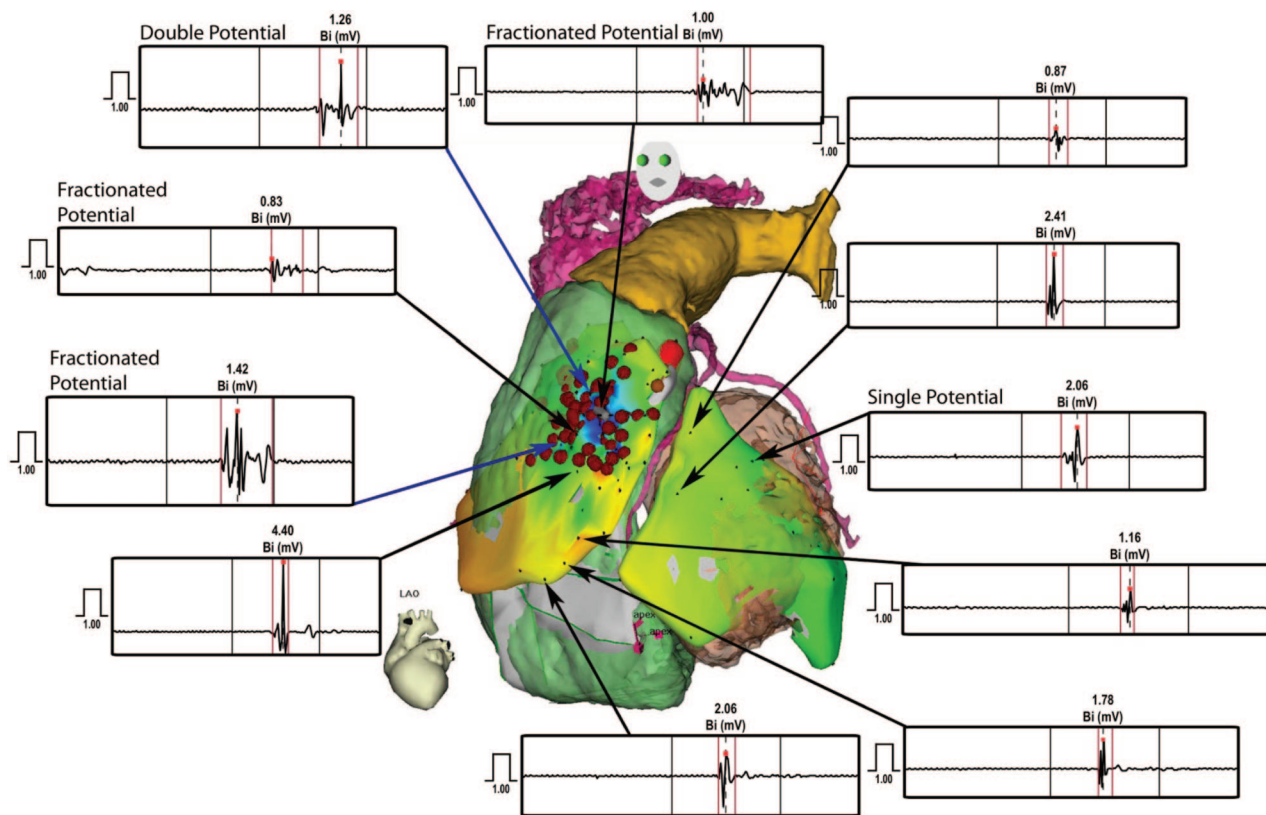 Double Potential
1.26
Bi (mV)
1.00
Fractionated Potential
1.00
Bi (mV)
1.00
0.87
Bi (mV)
1.00
Fractionated
Potential
0.83
Bi (mV)
1.00
2.41
Bi (mV)
1.00
Fractionated
Potential
1.42
Bi (mV)
1.00
Single Potential
2.06
Bi (mV)
1.00
4.40
Bi (mV)
1.00
1.16
Bi (mV)
1.00
LAO
apex
apex
2.06
Bi (mV)
1.00
1.78
Bi (mV)
1.00